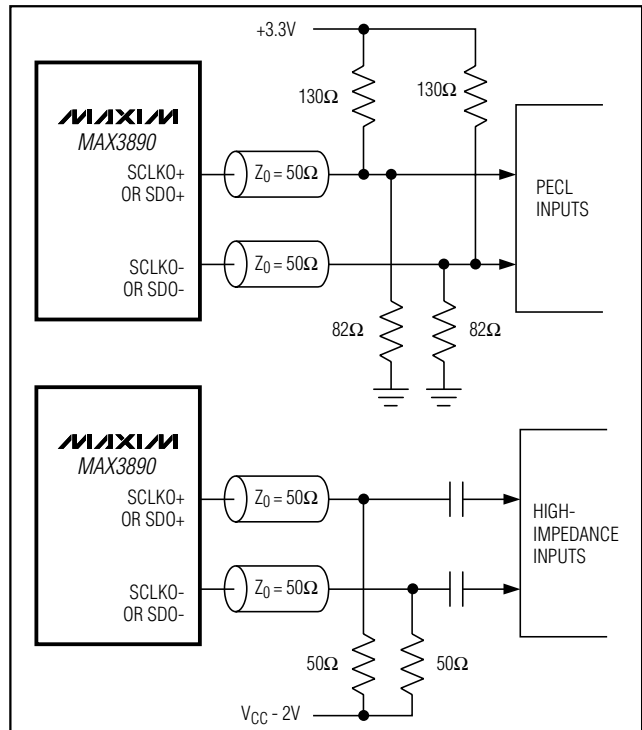 +3.3V
130Ω
130Ω
MAXIM
MAX3890
SCLKO+
OR SDO+
Z0 = 50Ω
PECL
INPUTS
SCLKO-
OR SDO-
Z0 = 50Ω
82Ω
82Ω
MAXIM
MAX3890
SCLKO+
OR SDO+
Z0 = 50Ω
HIGH-
IMPEDANCE
INPUTS
SCLKO-
OR SDO-
Z0 = 50Ω
50Ω
50Ω
VCC - 2V